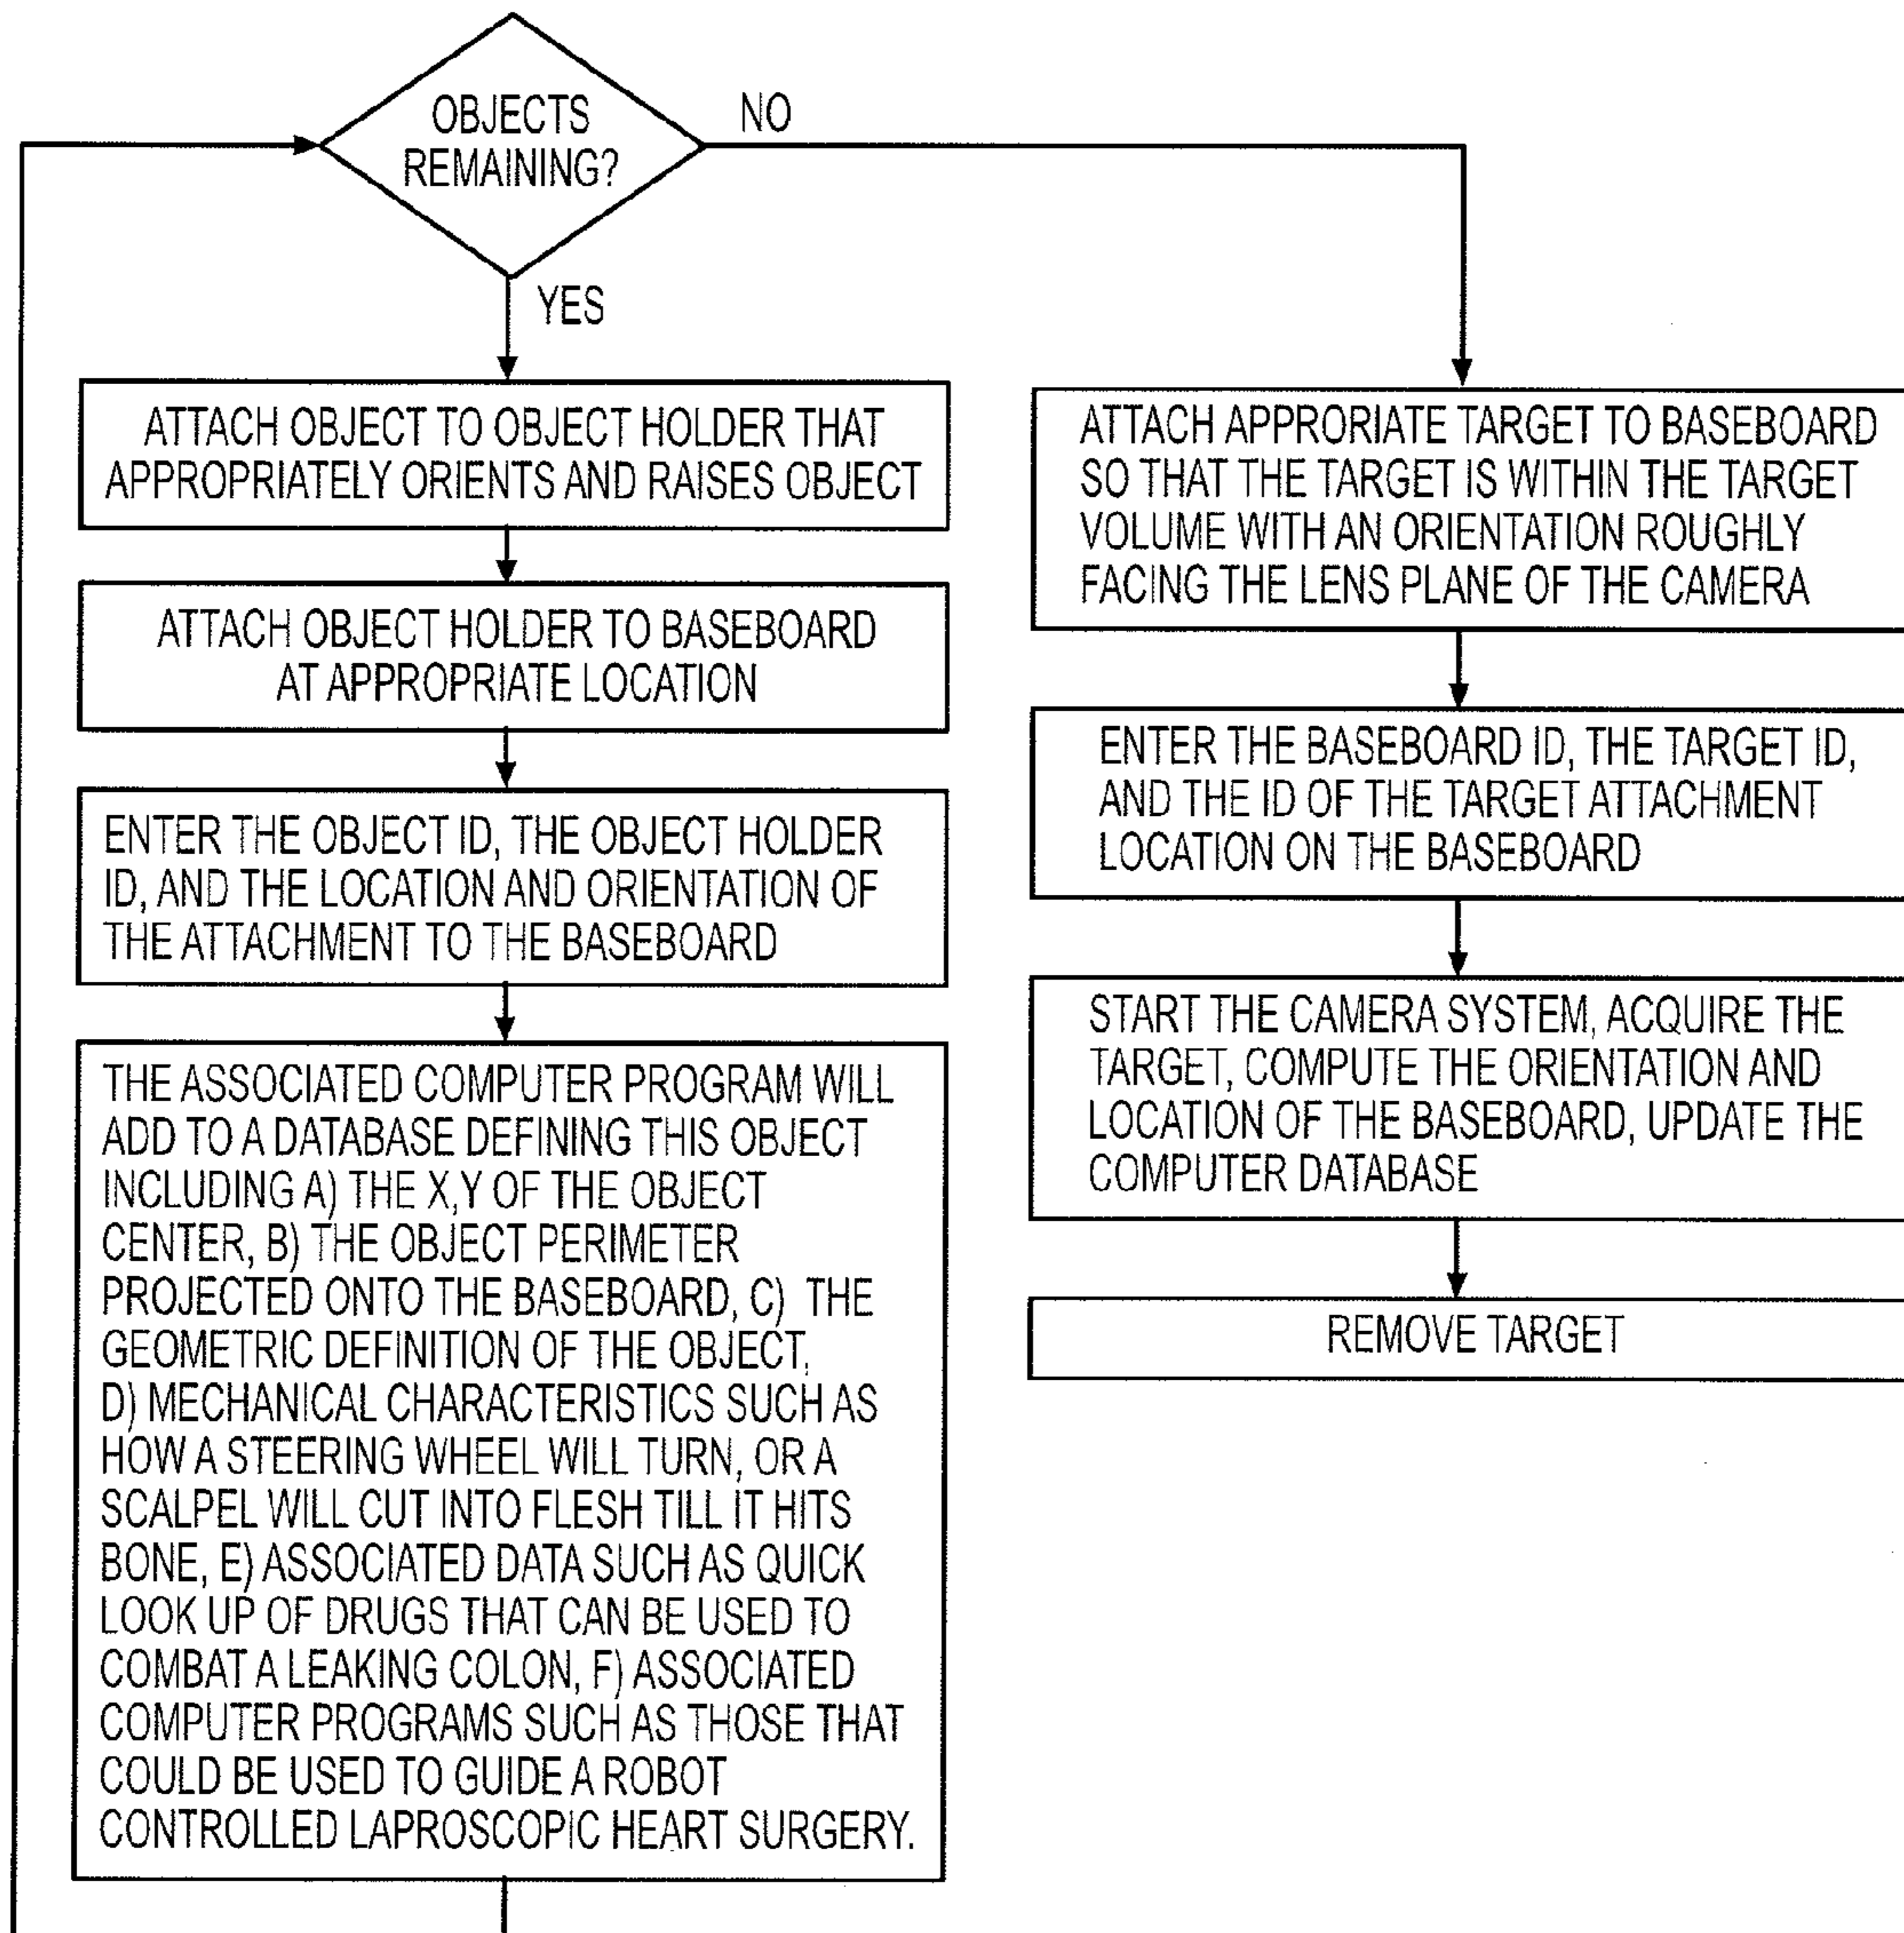 OBJECTS
REMAINING?
NO
YES
ATTACH OBJECT TO OBJECT HOLDER THAT
APPROPRIATELY ORIENTS AND RAISES OBJECT
ATTACH OBJECT HOLDER TO BASEBOARD
AT APPROPRIATE LOCATION
ENTER THE OBJECT ID, THE OBJECT HOLDER
ID, AND THE LOCATION AND ORIENTATION OF
THE ATTACHMENT TO THE BASEBOARD
THE ASSOCIATED COMPUTER PROGRAM WILL
ADD TO A DATABASE DEFINING THIS OBJECT
INCLUDING A) THE X,Y OF THE OBJECT
CENTER, B) THE OBJECT PERIMETER
PROJECTED ONTO THE BASEBOARD, C) THE
GEOMETRIC DEFINITION OF THE OBJECT,
D) MECHANICAL CHARACTERISTICS SUCH AS
HOW A STEERING WHEEL WILL TURN, OR A
SCALPEL WILL CUT INTO FLESH TILL IT HITS
BONE, E) ASSOCIATED DATA SUCH AS QUICK
LOOK UP OF DRUGS THAT CAN BE USED TO
COMBAT A LEAKING COLON, F) ASSOCIATED
COMPUTER PROGRAMS SUCH AS THOSE THAT
COULD BE USED TO GUIDE A ROBOT
CONTROLLED LAPROSCOPIC HEART SURGERY.
ATTACH APPRORIATE TARGET TO BASEBOARD
SO THAT THE TARGET IS WITHIN THE TARGET
VOLUME WITH AN ORIENTATION ROUGHLY
FACING THE LENS PLANE OF THE CAMERA
ENTER THE BASEBOARD ID, THE TARGET ID,
AND THE ID OF THE TARGET ATTACHMENT
LOCATION ON THE BASEBOARD
START THE CAMERA SYSTEM, ACQUIRE THE
TARGET, COMPUTE THE ORIENTATION AND
LOCATION OF THE BASEBOARD, UPDATE THE
COMPUTER DATABASE
REMOVE TARGET